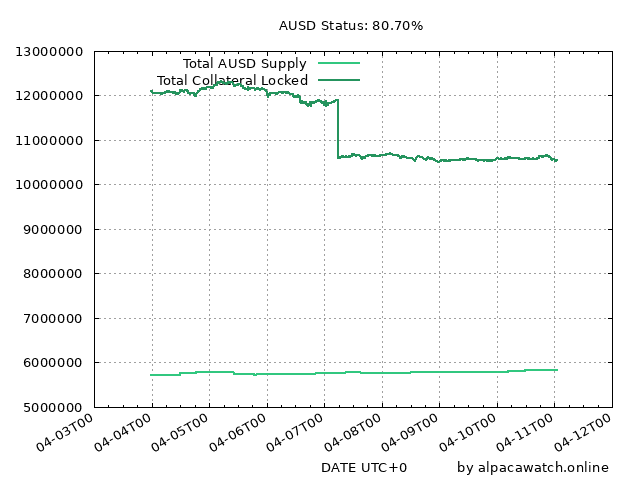 AUSD Status: 80.70%
13000000
12000000
11000000
10000000
9000000
8000000
7000000
6000000
5000000
Total AUSD Supply
Total Collateral Locked
04-03T00
04-04T00
04-05T00
04-06T00
04-07T00
04-08T00
04-09T00
04-10T00
04-11T00
04-12T00
DATE UTC+0
by alpacawatch.online